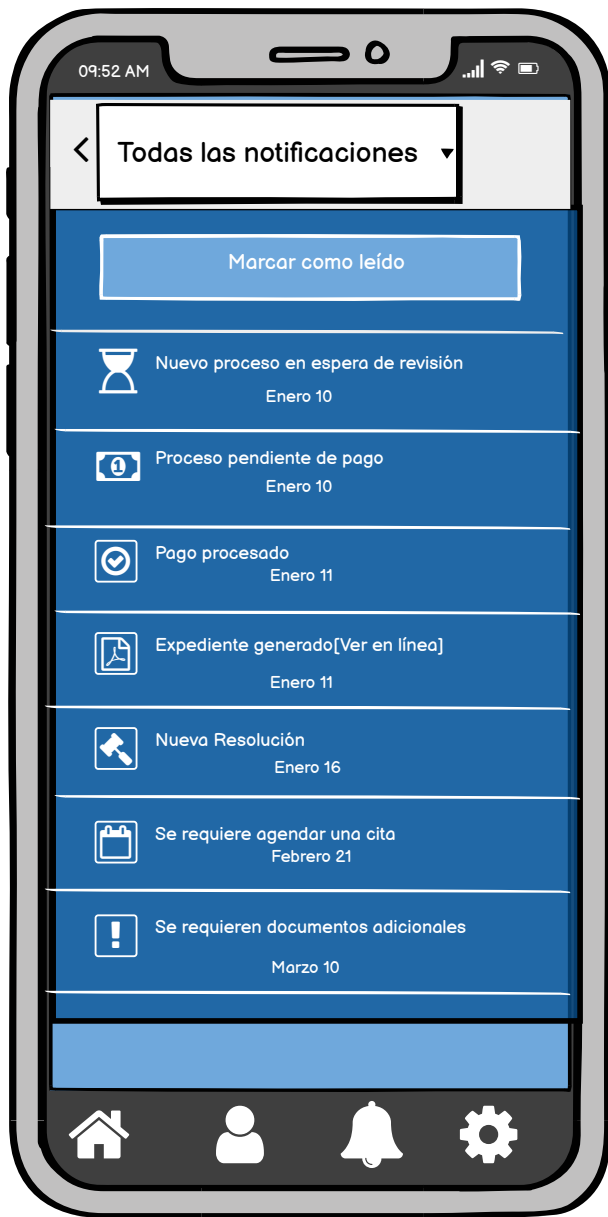 09:52 AM
Todas las notificaciones
Marcar como leído
Nuevo proceso en espera de revisión
Enero 10
1
Proceso pendiente de pago
Enero 10
Pago procesado
Enero 11
Expediente generado[Ver en línea]
Enero 11
Nueva Resolución
Enero 16
Se requiere agendar una cita
Febrero 21
!
Se requieren documentos adicionales
Marzo 10